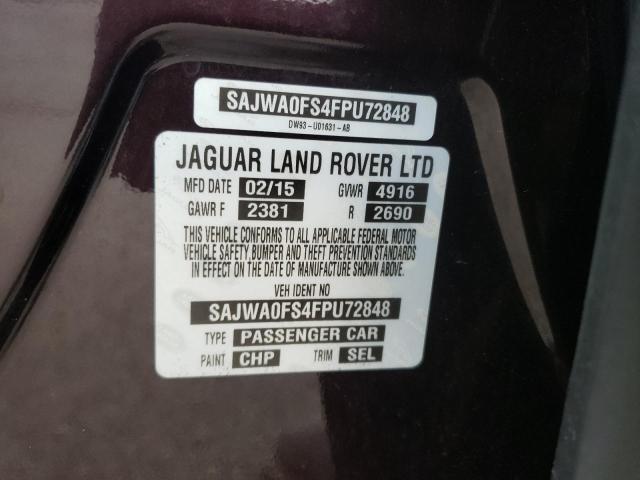 SAJWA0FS4FPU72848
DW93-U01631-AB
JAGUAR LAND ROVER LTD
MFD DATE 02/15 GVWR 4916
GAWR F 2381 R 2690
THIS VEHICLE CONFORMS TO ALL APPLICABLE FEDERAL MOTOR
VEHICLE SAFETY, BUMPER AND THEFT PREVENTION STANDARDS
IN EFFECT ON THE DATE OF MANUFACTURE SHOWN ABOVE.
VEH IDENT NO
SAJWA0FS4FPU72848
TYPE PASSENGER CAR
PAINT CHP TRIM SEL